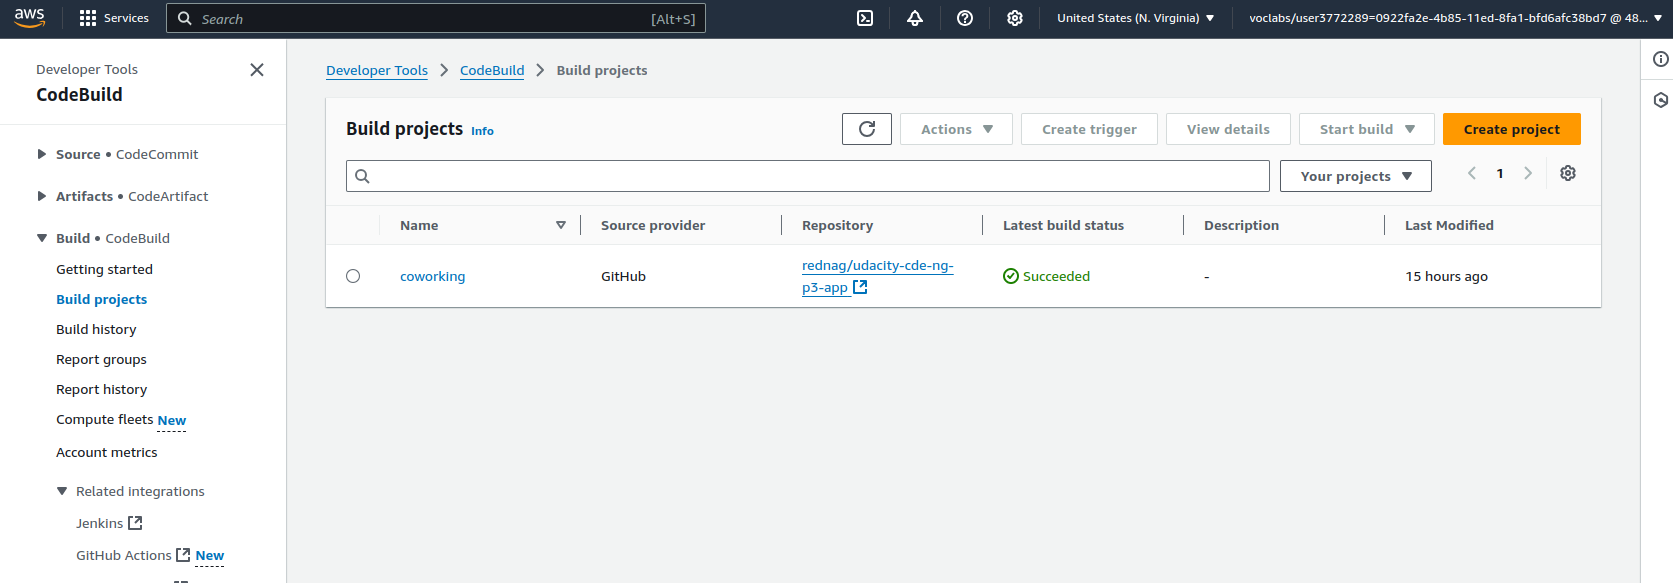 aws
Services
Search
[Alt+S]
United States (N. Virginia)
voclabs/user3772289=0922fa2e-4b85-11ed-8fa1-bfd6afc38bd7 @ 48...
Developer Tools
CodeBuild
Source • CodeCommit
Artifacts • CodeArtifact
Build • CodeBuild
Getting started
Build projects
Build history
Report groups
Report history
Compute fleets New
Account metrics
Related integrations
Jenkins
GitHub Actions New
Developer Tools > CodeBuild > Build projects
Build projects Info
Actions
Create trigger
View details
Start build
Create project
Your projects
1
Name Source provider Repository Latest build status Description Last Modified
coworking GitHub rednag/udacity-cde-ng-
p3-app
Succeeded - 15 hours ago